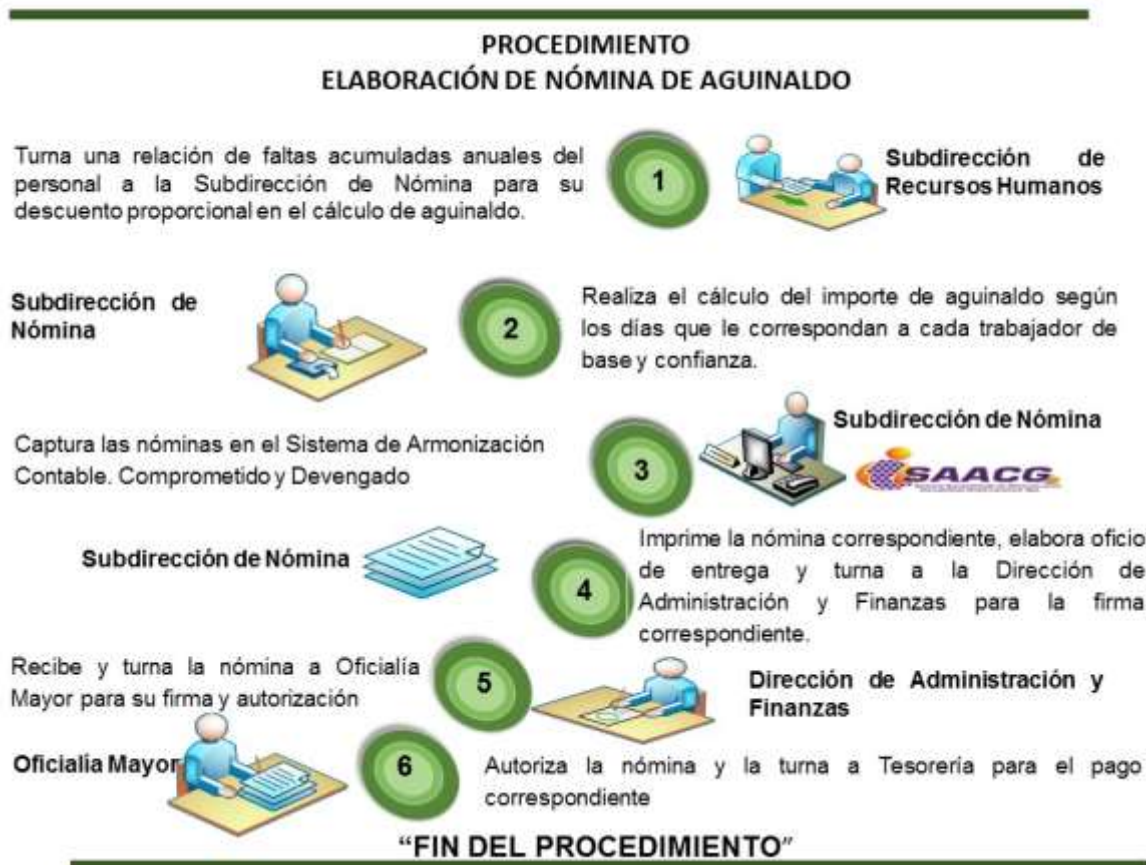 PROCEDIMIENTO
ELABORACIÓN DE NÓMINA DE AGUINALDO
Turna una relación de faltas acumuladas anuales del
personal a la Subdirección de Nómina para su
descuento proporcional en el cálculo de aguinaldo.
1
Subdirección de
Recursos Humanos
Subdirección de
Nómina
2
Realiza el cálculo del importe de aguinaldo según
los días que le correspondan a cada trabajador de
base y confianza.
Captura las nóminas en el Sistema de Armonización
Contable. Comprometido y Devengado
3
Subdirección de Nómina
SAACG
Subdirección de Nómina
4
Imprime la nómina correspondiente, elabora oficio
de entrega y turna a la Dirección de
Administración y Finanzas para la firma
correspondiente.
Recibe y turna la nómina a Oficialía
Mayor para su firma y autorización
5
Dirección de Administración y
Finanzas
Oficialía Mayor
6
Autoriza la nómina y la turna a Tesorería para el pago
correspondiente
“FIN DEL PROCEDIMIENTO”